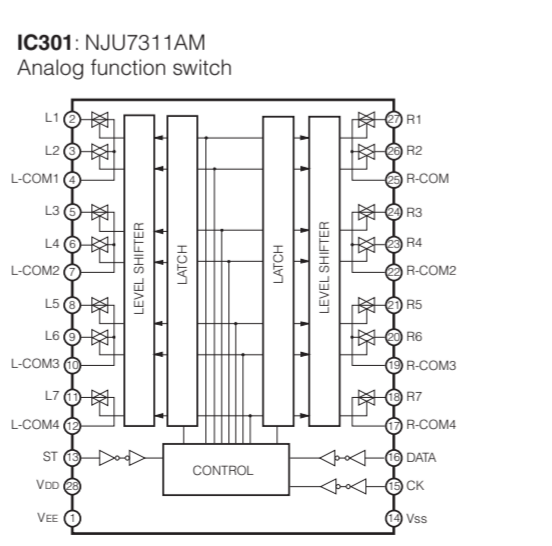 IC301: NJU7311AM
Analog function switch
L1 2 27 R1
L2 3 26 R2
L-COM1 4 25 R-COM
L3 5 24 R3
L4 6 23 R4
L-COM2 7 22 R-COM2
L5 8 21 R5
L6 9 20 R6
L-COM3 10 19 R-COM3
L7 11 18 R7
L-COM4 12 17 R-COM4
LEVEL SHIFTER
LATCH
LATCH
LEVEL SHIFTER
ST 13 CONTROL 16 DATA
VDD 28 15 CK
VEE 1 14 Vss